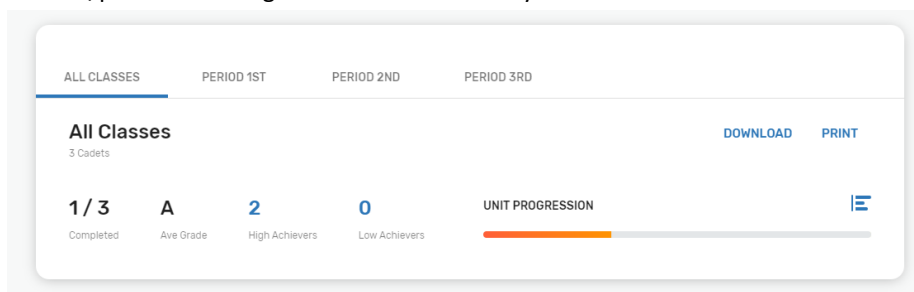 ALL CLASSES PERIOD 1ST PERIOD 2ND PERIOD 3RD
All Classes DOWNLOAD PRINT
3 Cadets
1 / 3 A 2 0 UNIT PROGRESSION
Completed Ave Grade High Achievers Low Achievers